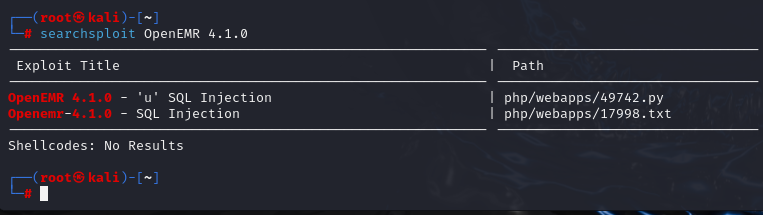 ┌──(root㉿kali)-[~]
└─# searchsploit OpenEMR 4.1.0
Exploit Title | Path
OpenEMR 4.1.0 - 'u' SQL Injection | php/webapps/49742.py
Openemr-4.1.0 - SQL Injection | php/webapps/17998.txt
Shellcodes: No Results
┌──(root㉿kali)-[~]
└─#